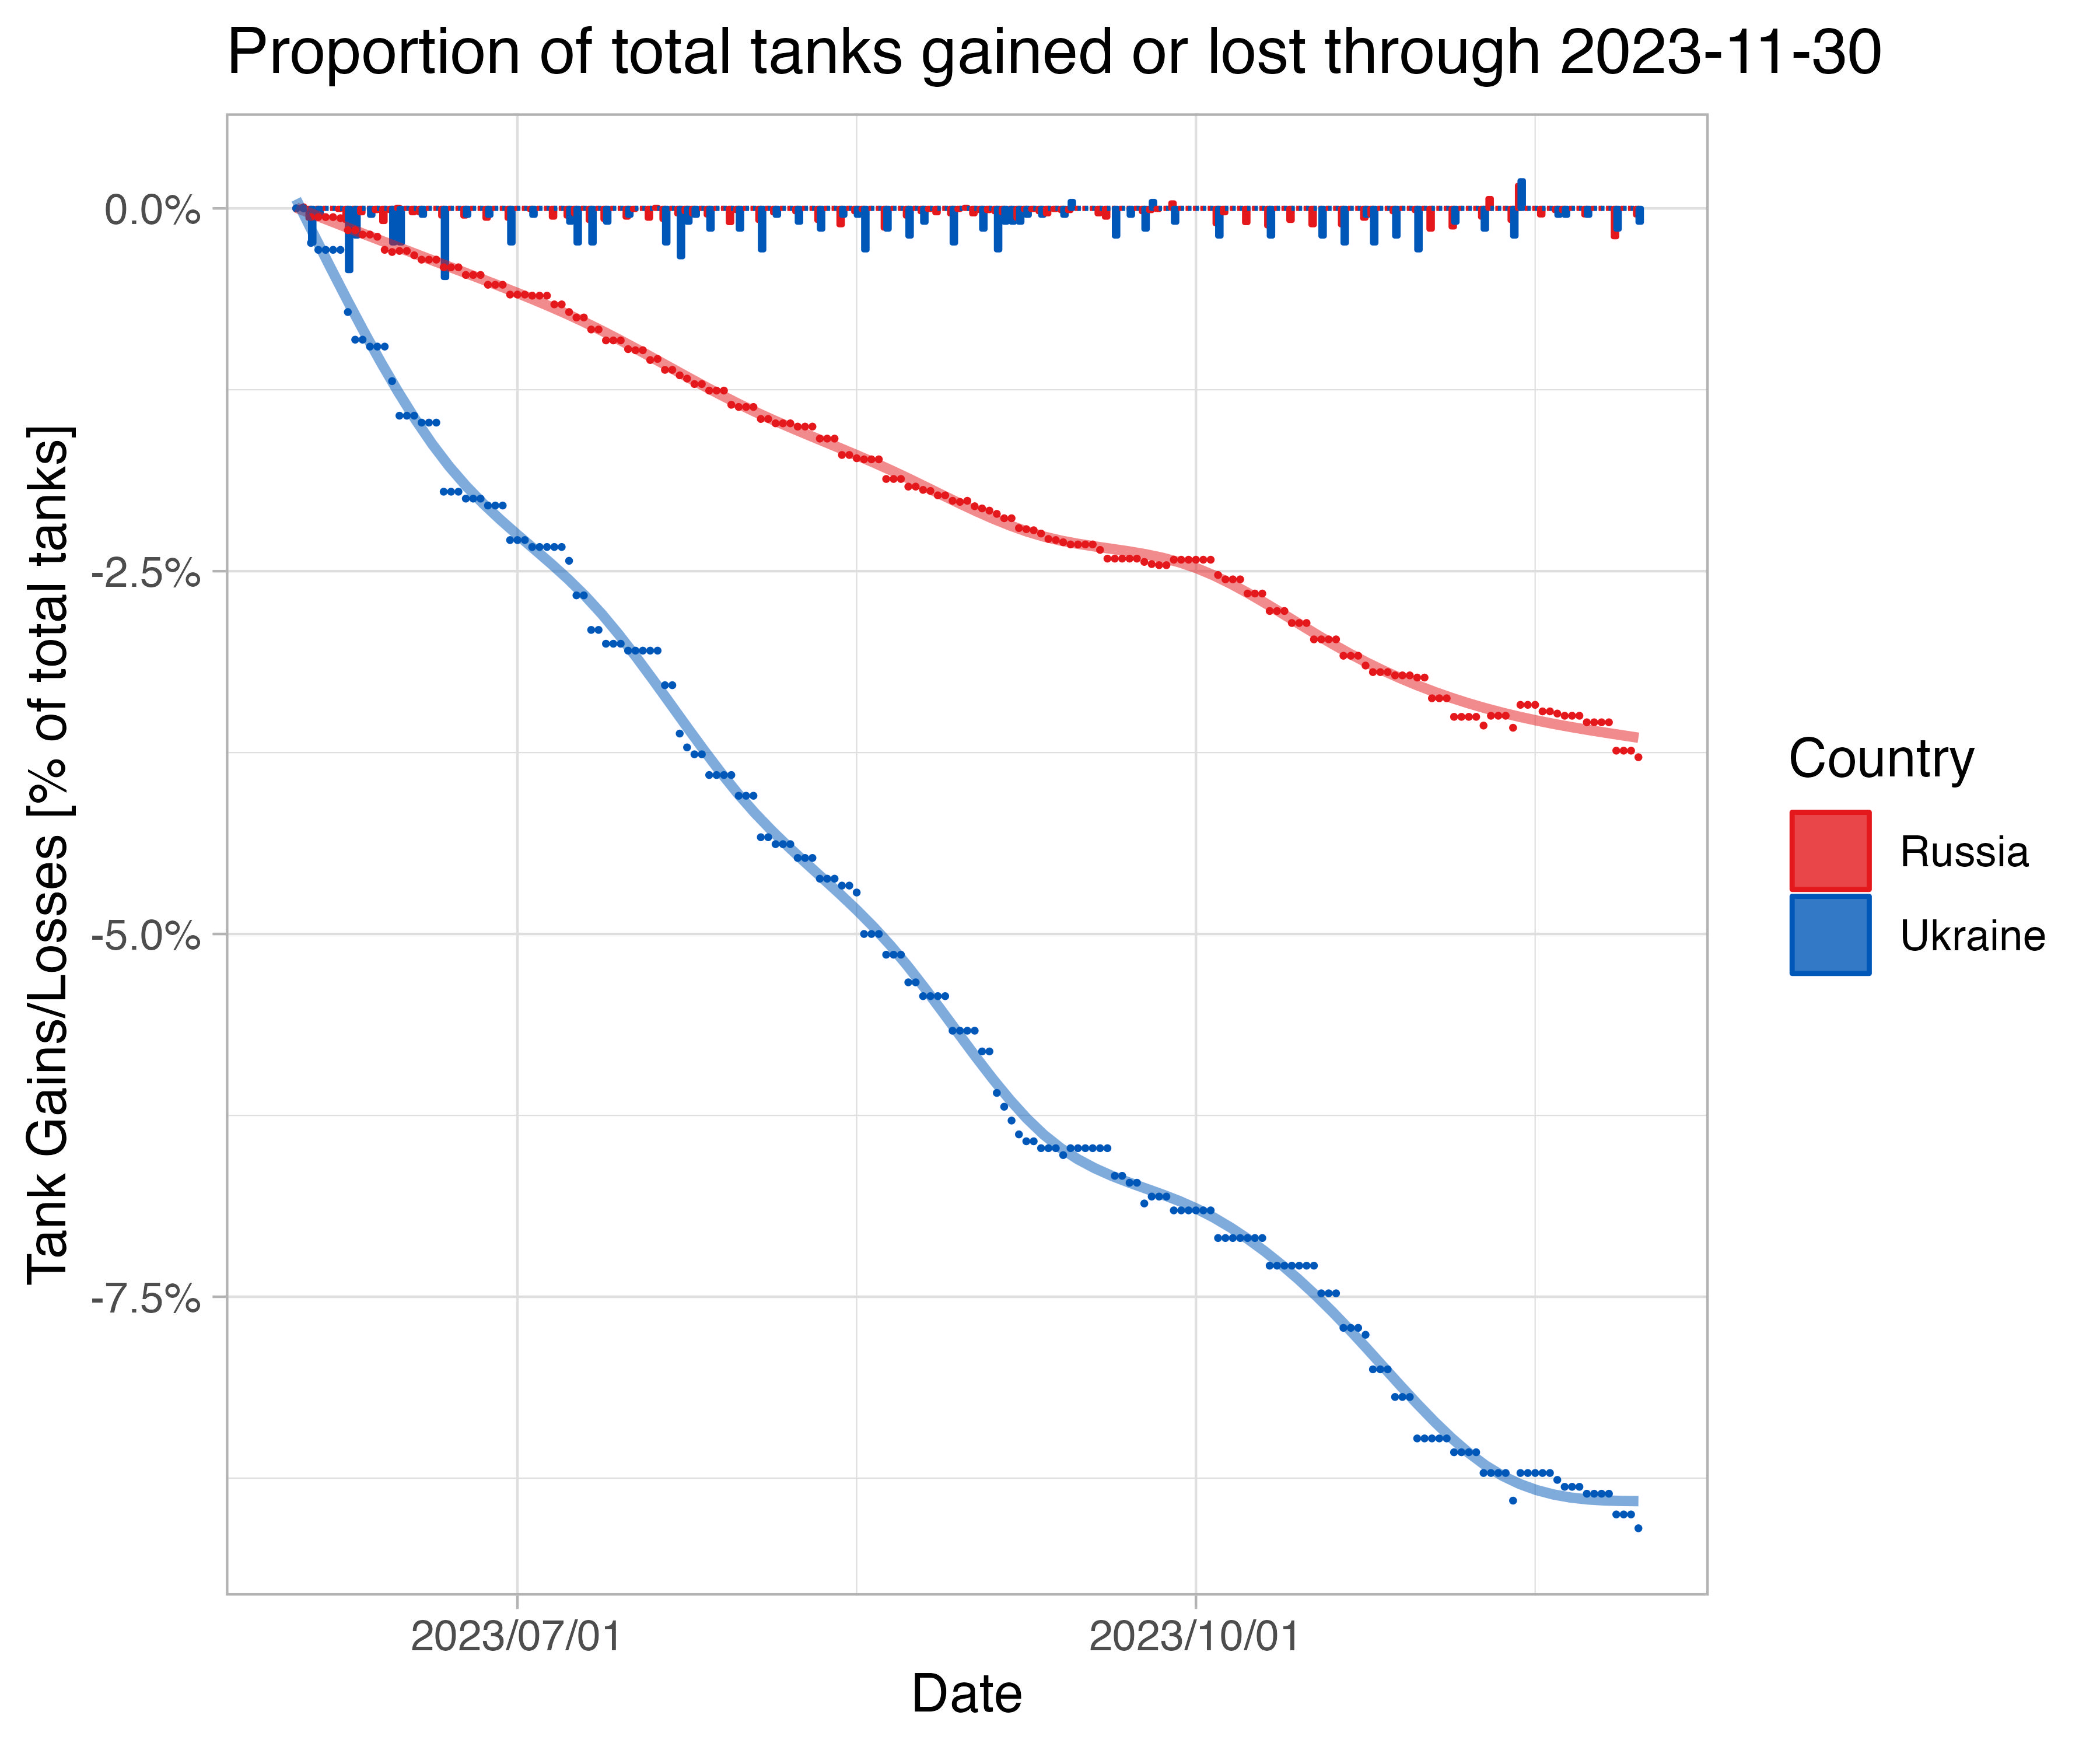 Proportion of total tanks gained or lost through 2023-11-30
Tank Gains/Losses [% of total tanks]
0.0%
-2.5%
-5.0%
-7.5%
2023/07/01
2023/10/01
Date
Country
Russia
Ukraine